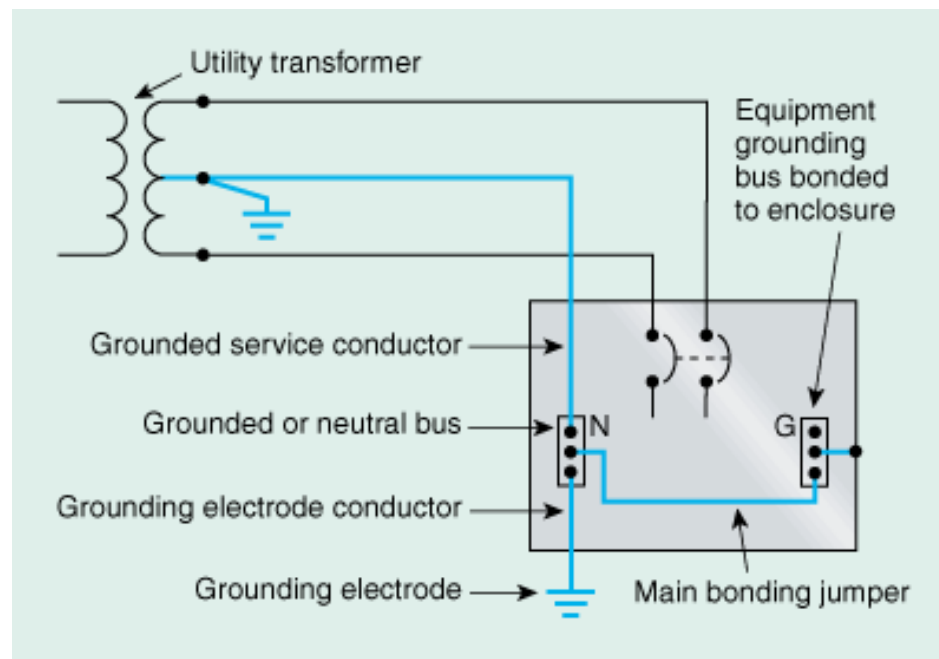 Utility transformer
Equipment
grounding
bus bonded
to enclosure
Grounded service conductor
Grounded or neutral bus
N
G
Grounding electrode conductor
Grounding electrode
Main bonding jumper